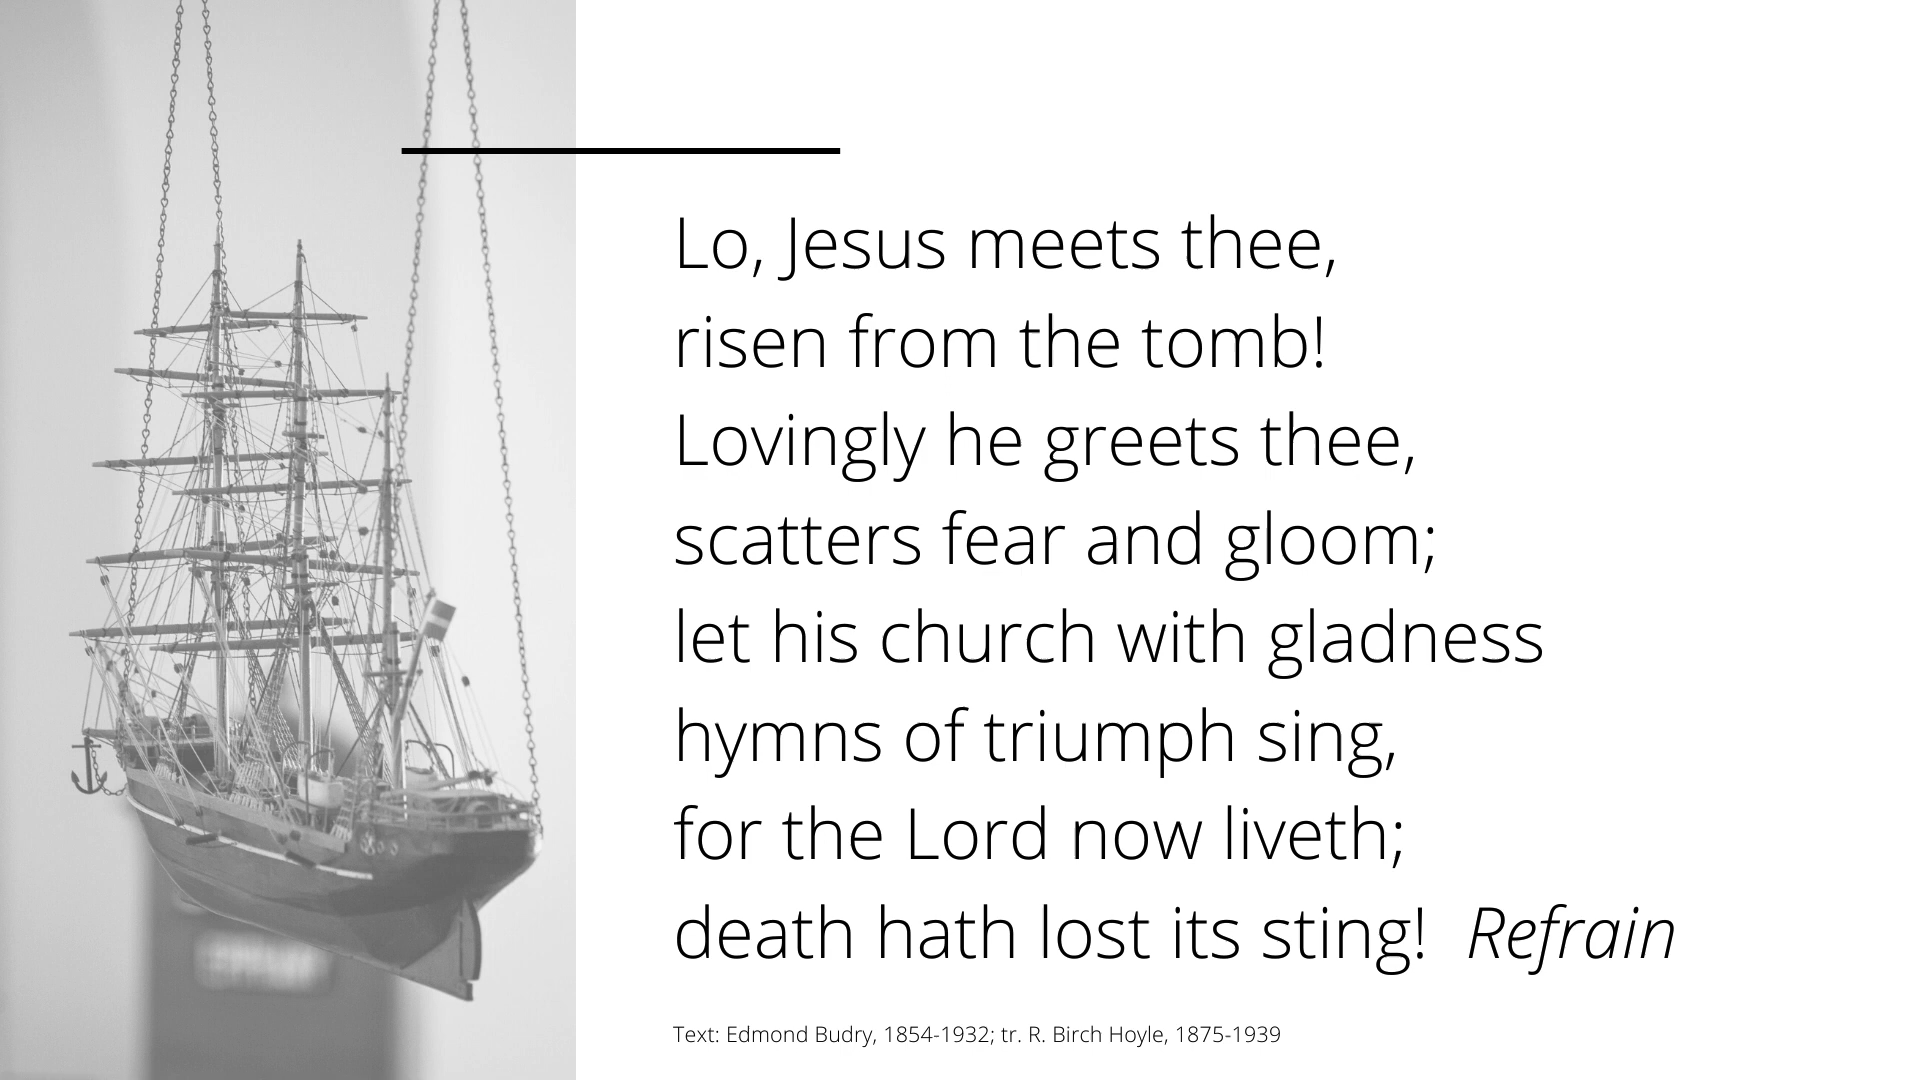 Lo, Jesus meets thee,
risen from the tomb!
Lovingly he greets thee,
scatters fear and gloom;
let his church with gladness
hymns of triumph sing,
for the Lord now liveth;
death hath lost its sting!  Refrain
Text: Edmond Budry, 1854-1932; tr. R. Birch Hoyle, 1875-1939